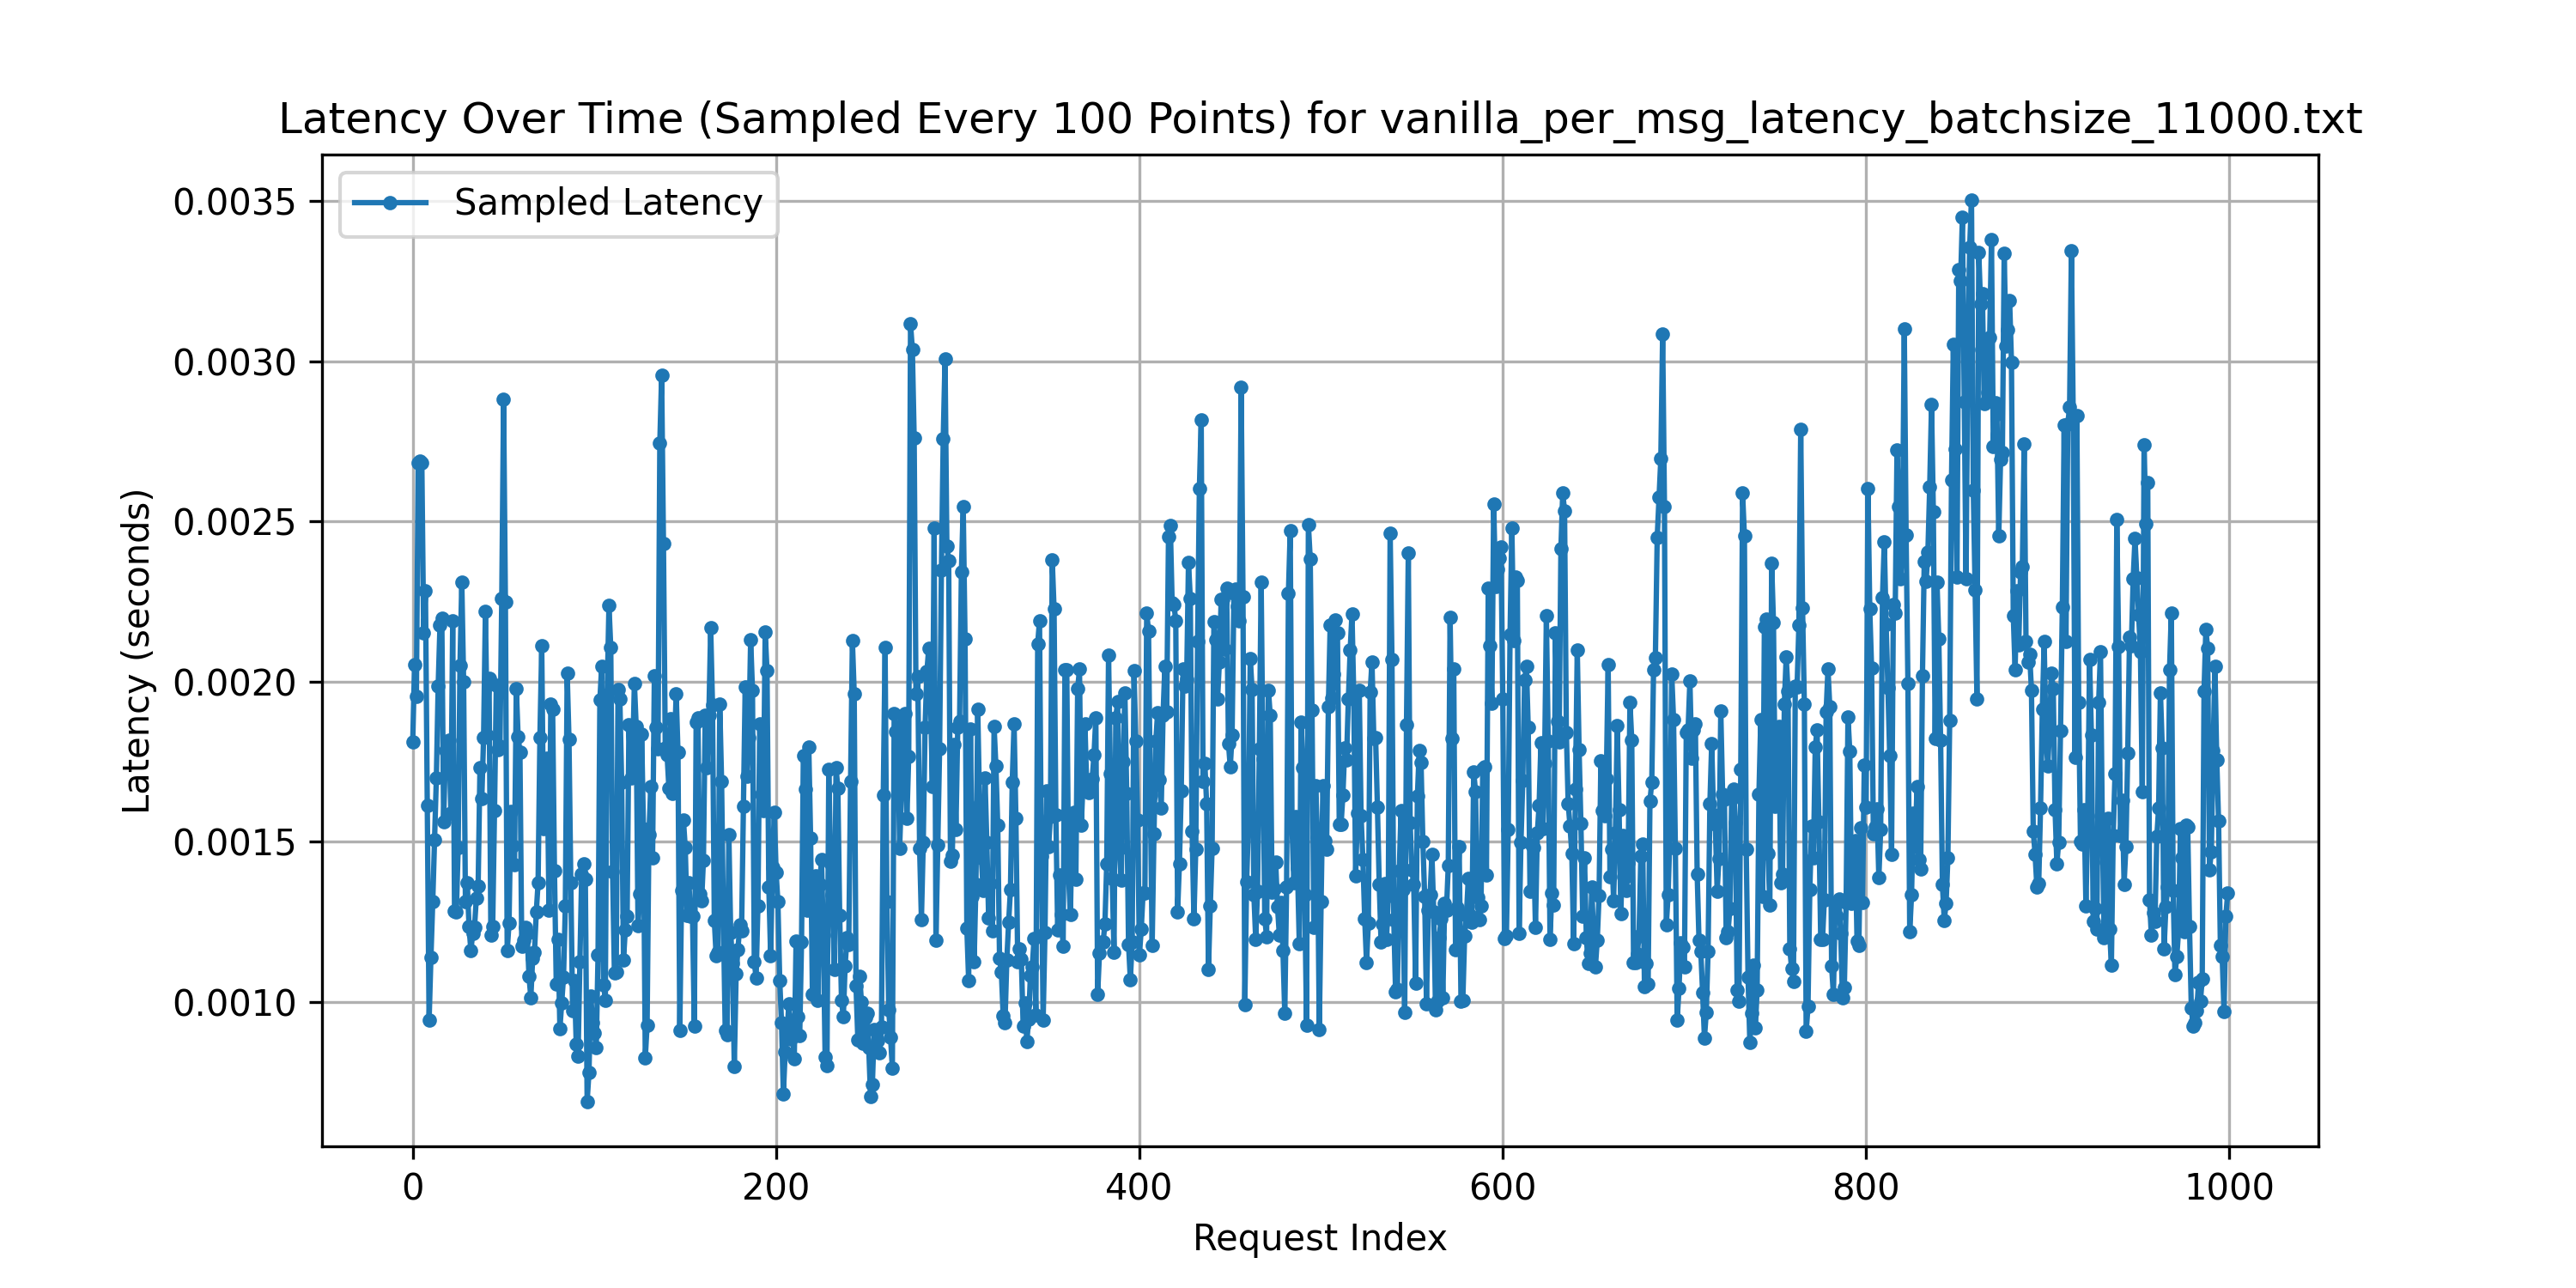 Latency Over Time (Sampled Every 100 Points) for vanilla_per_msg_latency_batchsize_11000.txt
Sampled Latency
Latency (seconds)
0.0035
0.0030
0.0025
0.0020
0.0015
0.0010
0 200 400 600 800 1000
Request Index